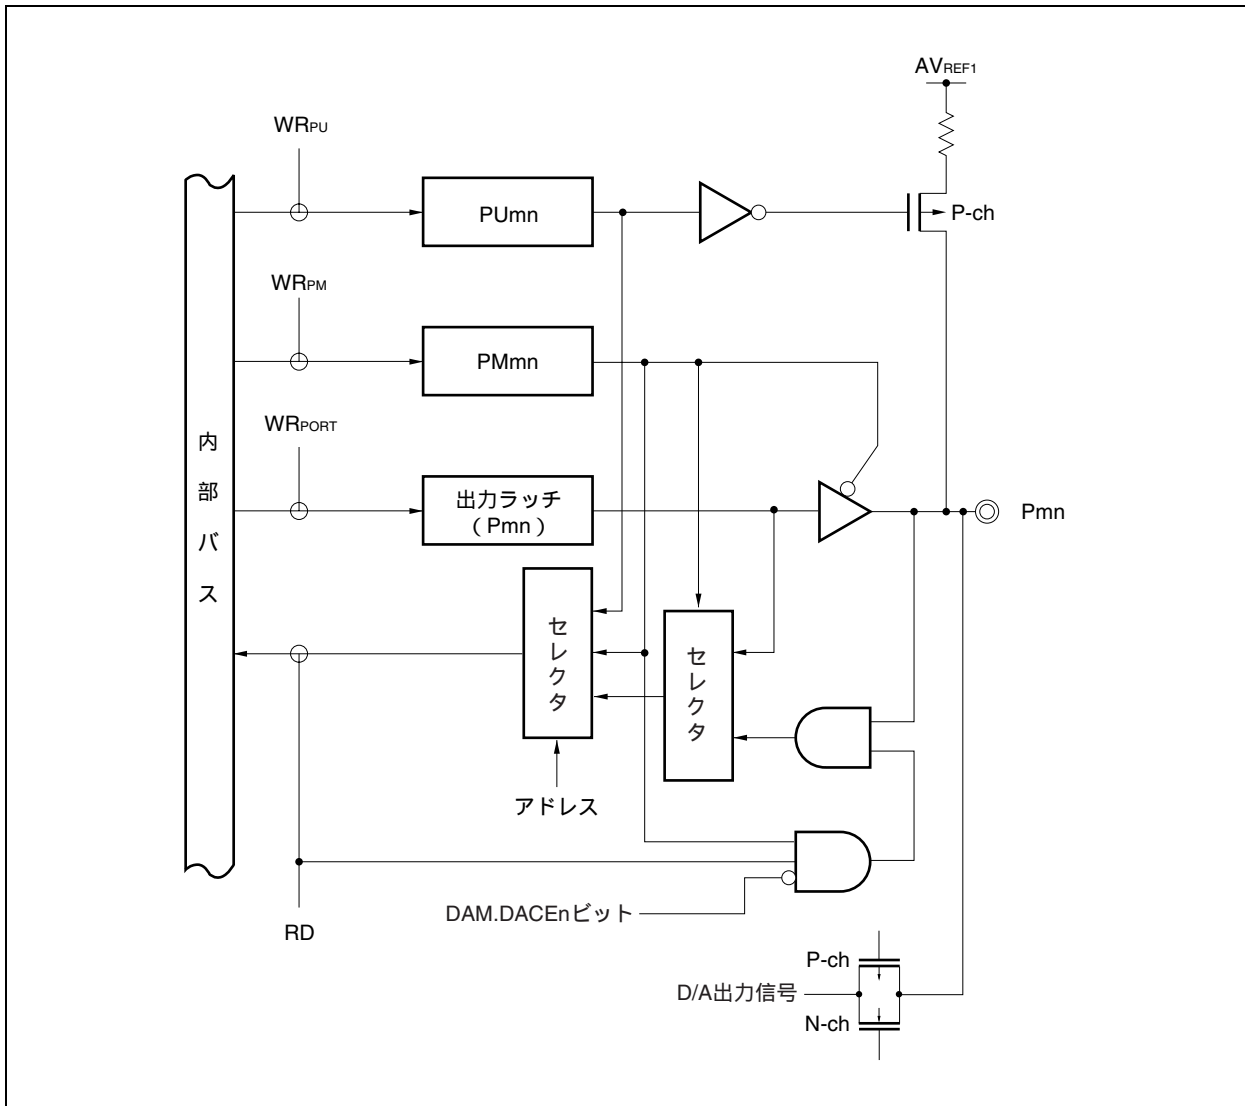 AVREF1
WRPU
PUmn
P-ch
WRPM
PMmn
WRPORT
内部バス
出力ラッチ
（Pmn）
Pmn
セレクタ
セレクタ
アドレス
DAM.DACEnビット
RD
P-ch
D/A出力信号
N-ch